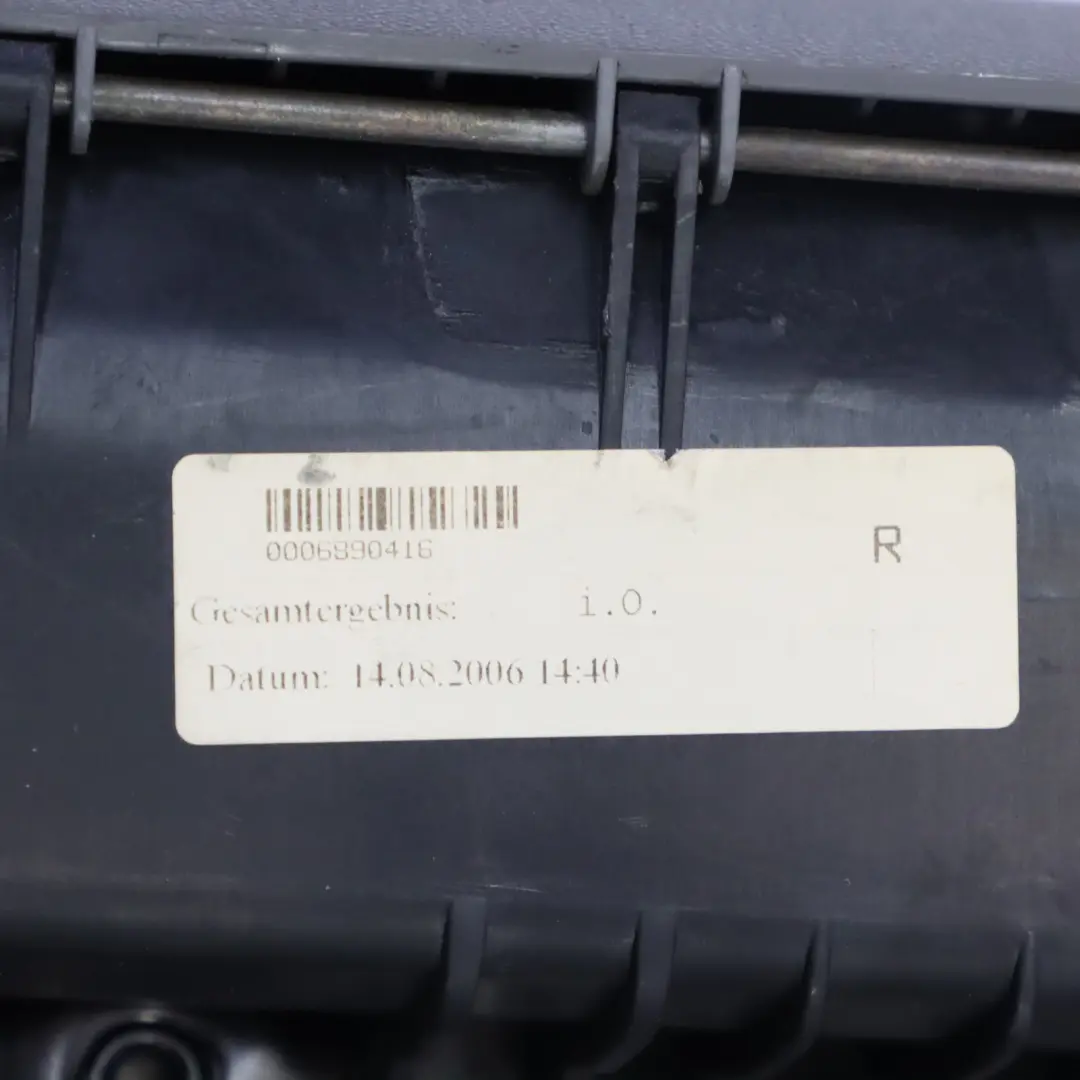 0006890416
R
Gesamtergebnis: i.O.
Datum: 14.08.2006 14:40